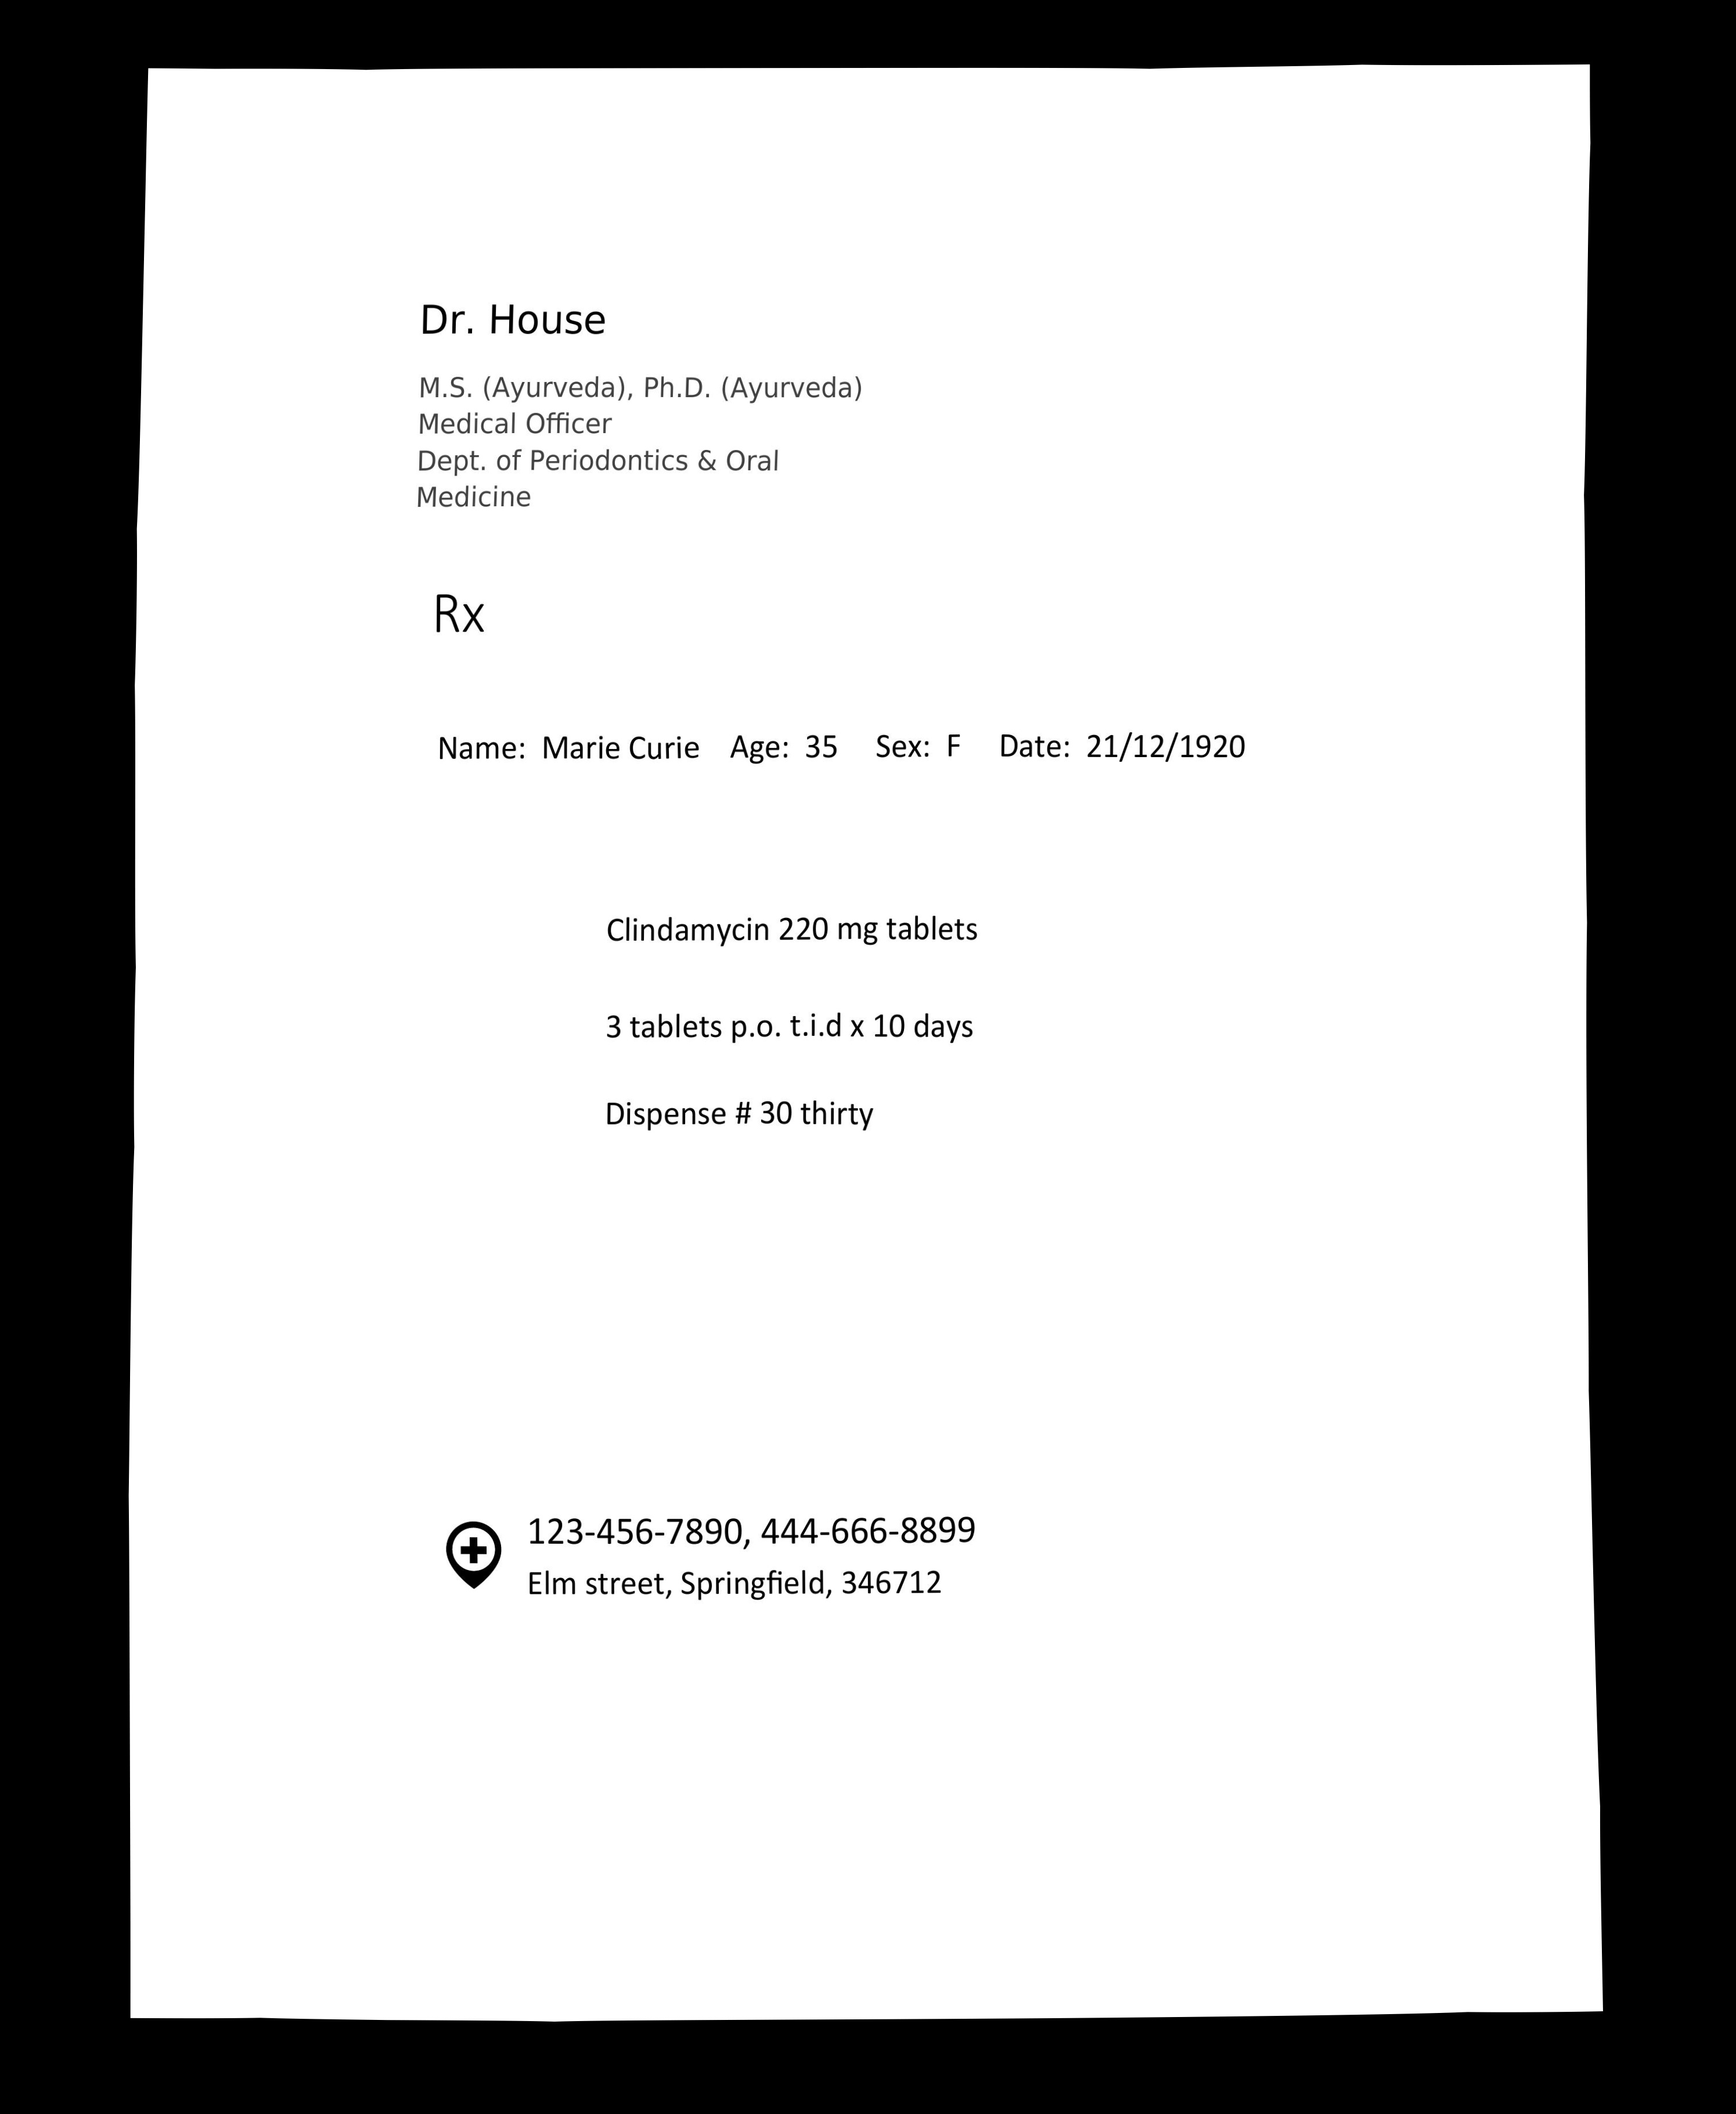 Dr. House
M.S. (Ayurveda), Ph.D. (Ayurveda)
Medical Officer
Dept. of Periodontics & Oral
Medicine
Rx
Name: Marie Curie Age: 35 Sex: F Date: 21/12/1920
Clindamycin 220 mg tablets
3 tablets p.o. t.i.d x 10 days
Dispense # 30 thirty
123-456-7890, 444-666-8899
Elm street, Springfield, 346712